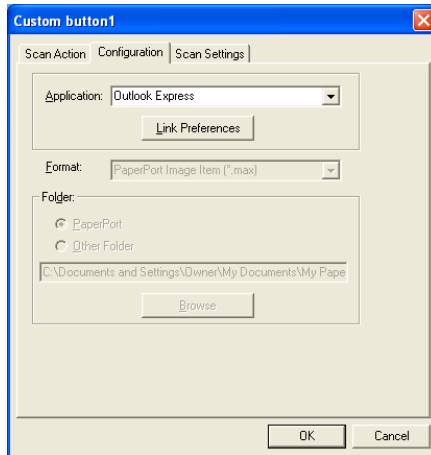 Custom button1
Scan Action Configuration Scan Settings
Application: Outlook Express
Link Preferences
Format: PaperPort Image Item (*.max)
Folder:
PaperPort
Other Folder
C:\Documents and Settings\Owner\My Documents\My Pape
Browse
OK Cancel